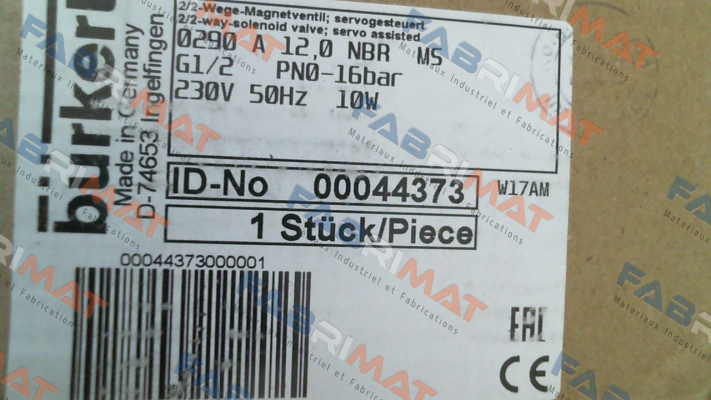 2/2-Wege-Magnetventil; servogesteuert
2/2-way-solenoid valve; servo assisted
0290 A 12,0 NBR MS
G1/2 PN0-16bar
230V 50Hz 10W
bürkert
Made in Germany
D-74653 Ingelfingen
ID-No 00044373
W17AM
1 Stück/Piece
00044373000001
EAC
CE
FABRIMAT
Materiaux Industriel et Fabrications